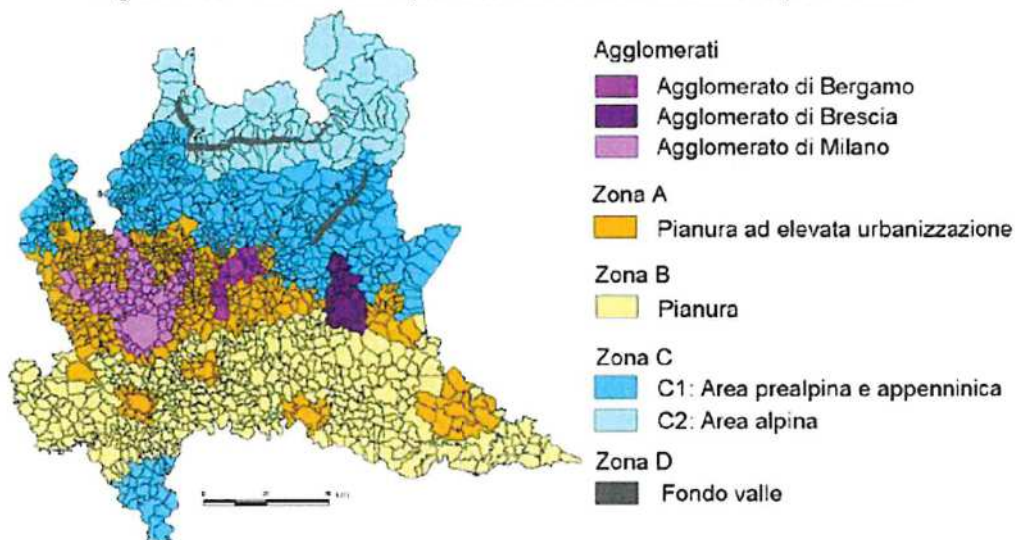 Agglomerati
Agglomerato di Bergamo
Agglomerato di Brescia
Agglomerato di Milano
Zona A
Pianura ad elevata urbanizzazione
Zona B
Pianura
Zona C
C1: Area prealpina e appenninica
C2: Area alpina
Zona D
Fondo valle